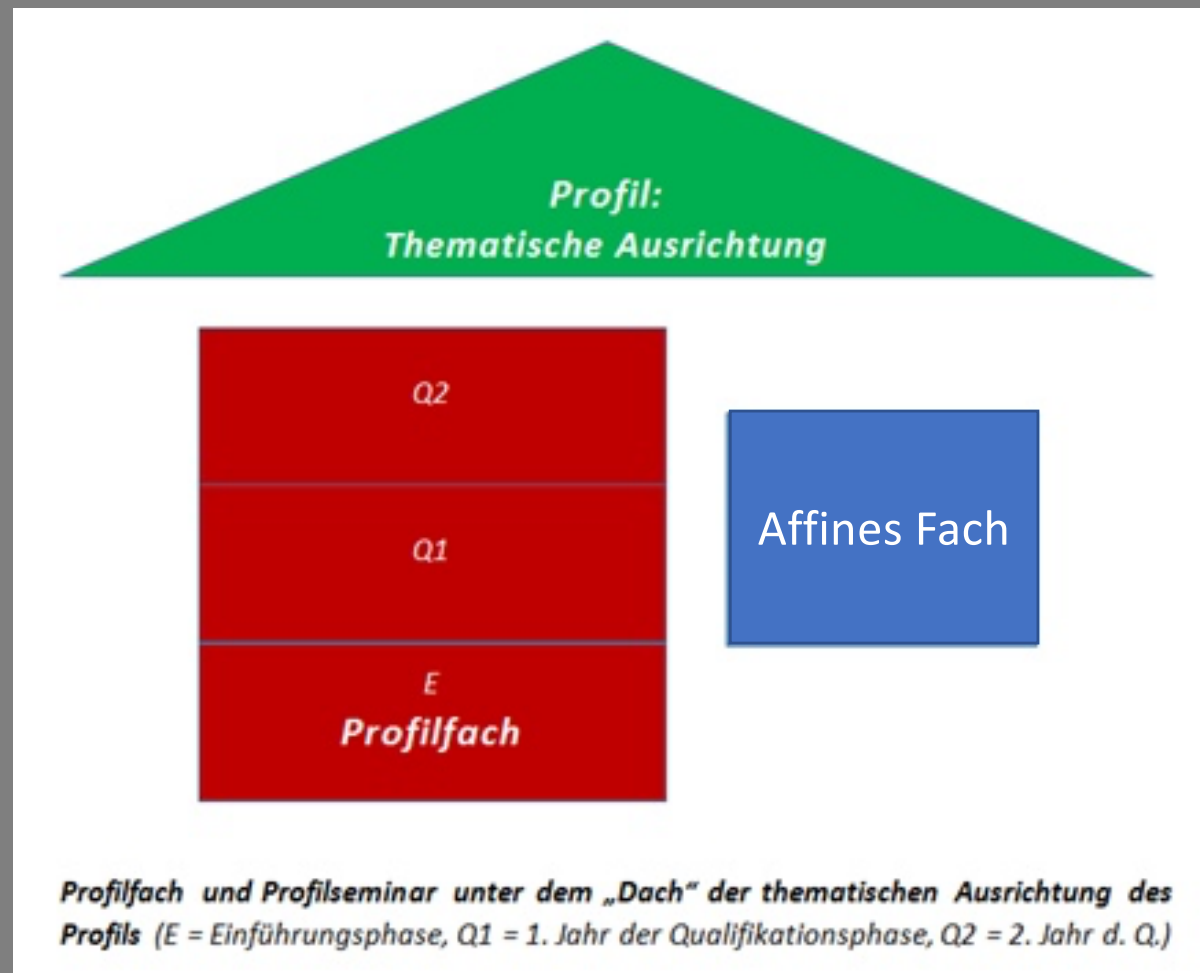 Profil:
Thematische Ausrichtung
Q2
Q1
E
Profilfach
Affines Fach
Profilfach und Profilseminar unter dem „Dach“ der thematischen Ausrichtung des
Profils (E = Einführungsphase, Q1 = 1. Jahr der Qualifikationsphase, Q2 = 2. Jahr d. Q.)